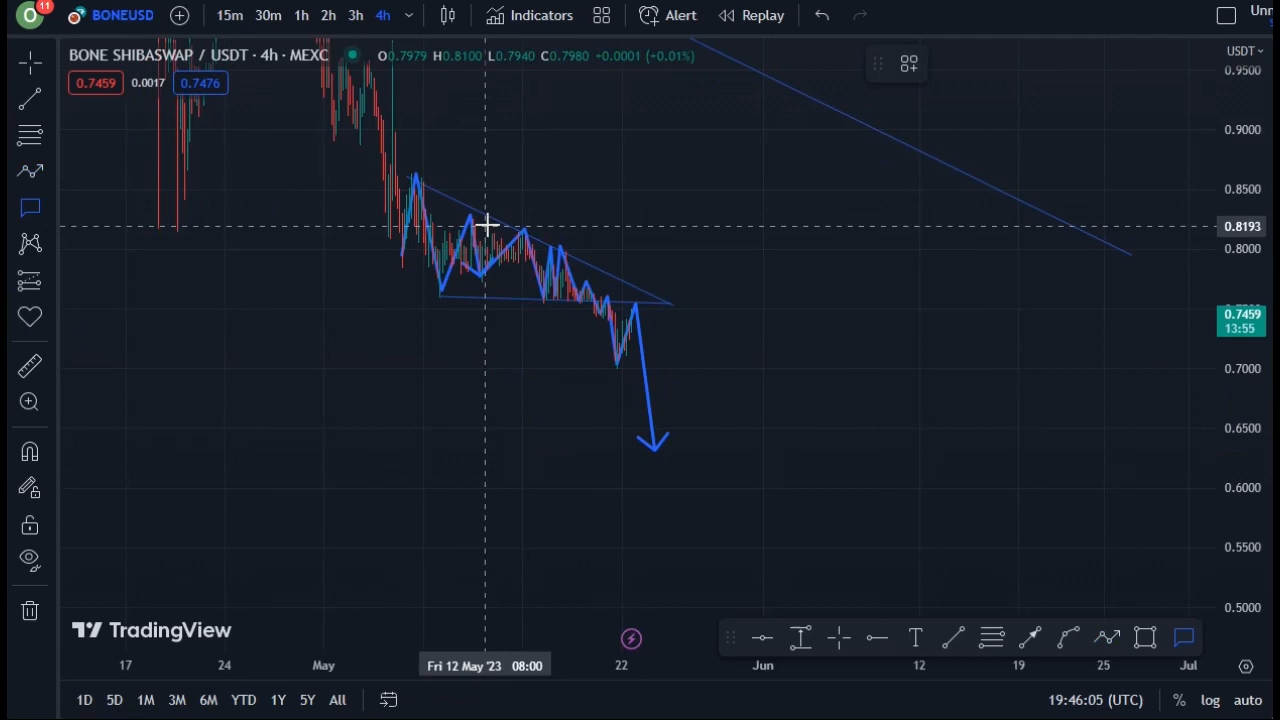 O 11 BONEUSD 15m 30m 1h 2h 3h 4h Indicators Alert Replay
BONE SHIBASWAP / USDT · 4h · MEXC O0.7979 H0.8100 L0.7940 C0.7980 +0.0001 (+0.01%)
0.7459 0.0017 0.7476
USDT
0.9500
0.9000
0.8500
0.8193
0.8000
0.7459
13:55
0.7000
0.6500
0.6000
0.5500
0.5000
TradingView
17 24 May Fri 12 May '23 08:00 22 Jun 12 19 25 Jul
1D 5D 1M 3M 6M YTD 1Y 5Y All 19:46:05 (UTC) % log auto